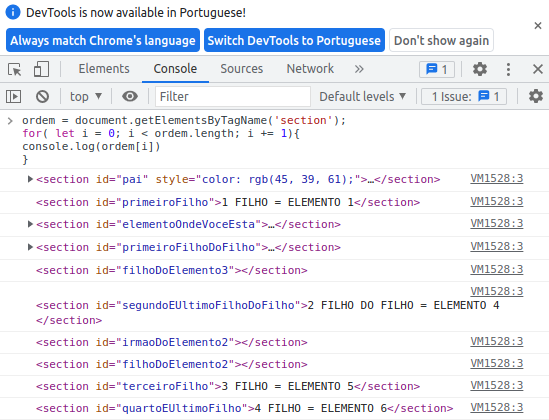 DevTools is now available in Portuguese!
Always match Chrome's language Switch DevTools to Portuguese Don't show again
Elements Console Sources Network » 1
top Filter Default levels 1 Issue: 1
ordem = document.getElementsByTagName('section');
for( let i = 0; i < ordem.length; i += 1){
console.log(ordem[i])
}
<section id="pai" style="color: rgb(45, 39, 61);">…</section> VM1528:3
<section id="primeiroFilho">1 FILHO = ELEMENTO 1</section> VM1528:3
<section id="elementoOndeVoceEsta">…</section> VM1528:3
<section id="primeiroFilhoDoFilho">…</section> VM1528:3
<section id="filhoDoElemento3"></section> VM1528:3
VM1528:3
<section id="segundoEUltimoFilhoDoFilho">2 FILHO DO FILHO = ELEMENTO 4
</section>
<section id="irmaoDoElemento2"></section> VM1528:3
<section id="filhoDoElemento2"></section> VM1528:3
<section id="terceiroFilho">3 FILHO = ELEMENTO 5</section> VM1528:3
<section id="quartoEUltimoFilho">4 FILHO = ELEMENTO 6</section> VM1528:3